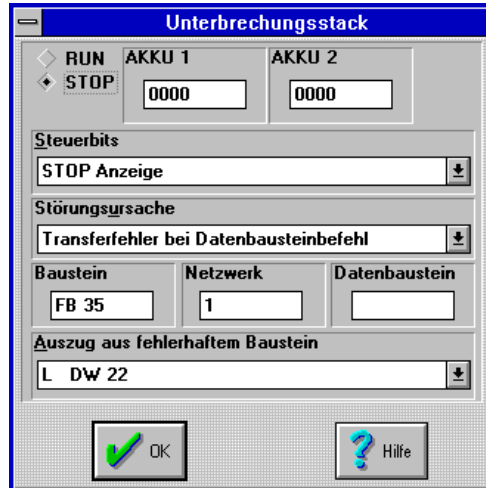 Unterbrechungsstack
RUN
STOP
AKKU 1
0000
AKKU 2
0000
Steuerbits
STOP Anzeige
Störungsursache
Transferfehler bei Datenbausteinbefehl
Baustein
FB 35
Netzwerk
1
Datenbaustein
Auszug aus fehlerhaftem Baustein
L DW 22
OK
Hilfe